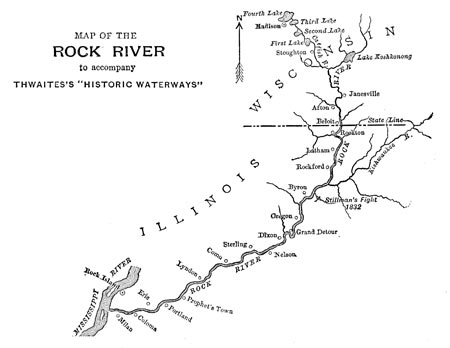 MAP OF THE
ROCK RIVER
to accompany
THWAITES'S "HISTORIC WATERWAYS"
Fourth Lake
Third Lake
Madison
Second Lake
First Lake
Stoughton
Catfish R.
Lake Koshkonong
WISCONSIN
RIVER
Janesville
Afton
Beloit
State Line
Rockton
Latham
ROCK
Kishwaukee R.
Rockford
ILLINOIS
Byron
Stillman's Fight
1832
Oregon
Dixon
Grand Detour
Sterling
Nelson
Como
RIVER
Lyndon
ROCK
Rock Island
RIVER
Erie
Prophet's Town
Portland
MISSISSIPPI
Coloma
Milan